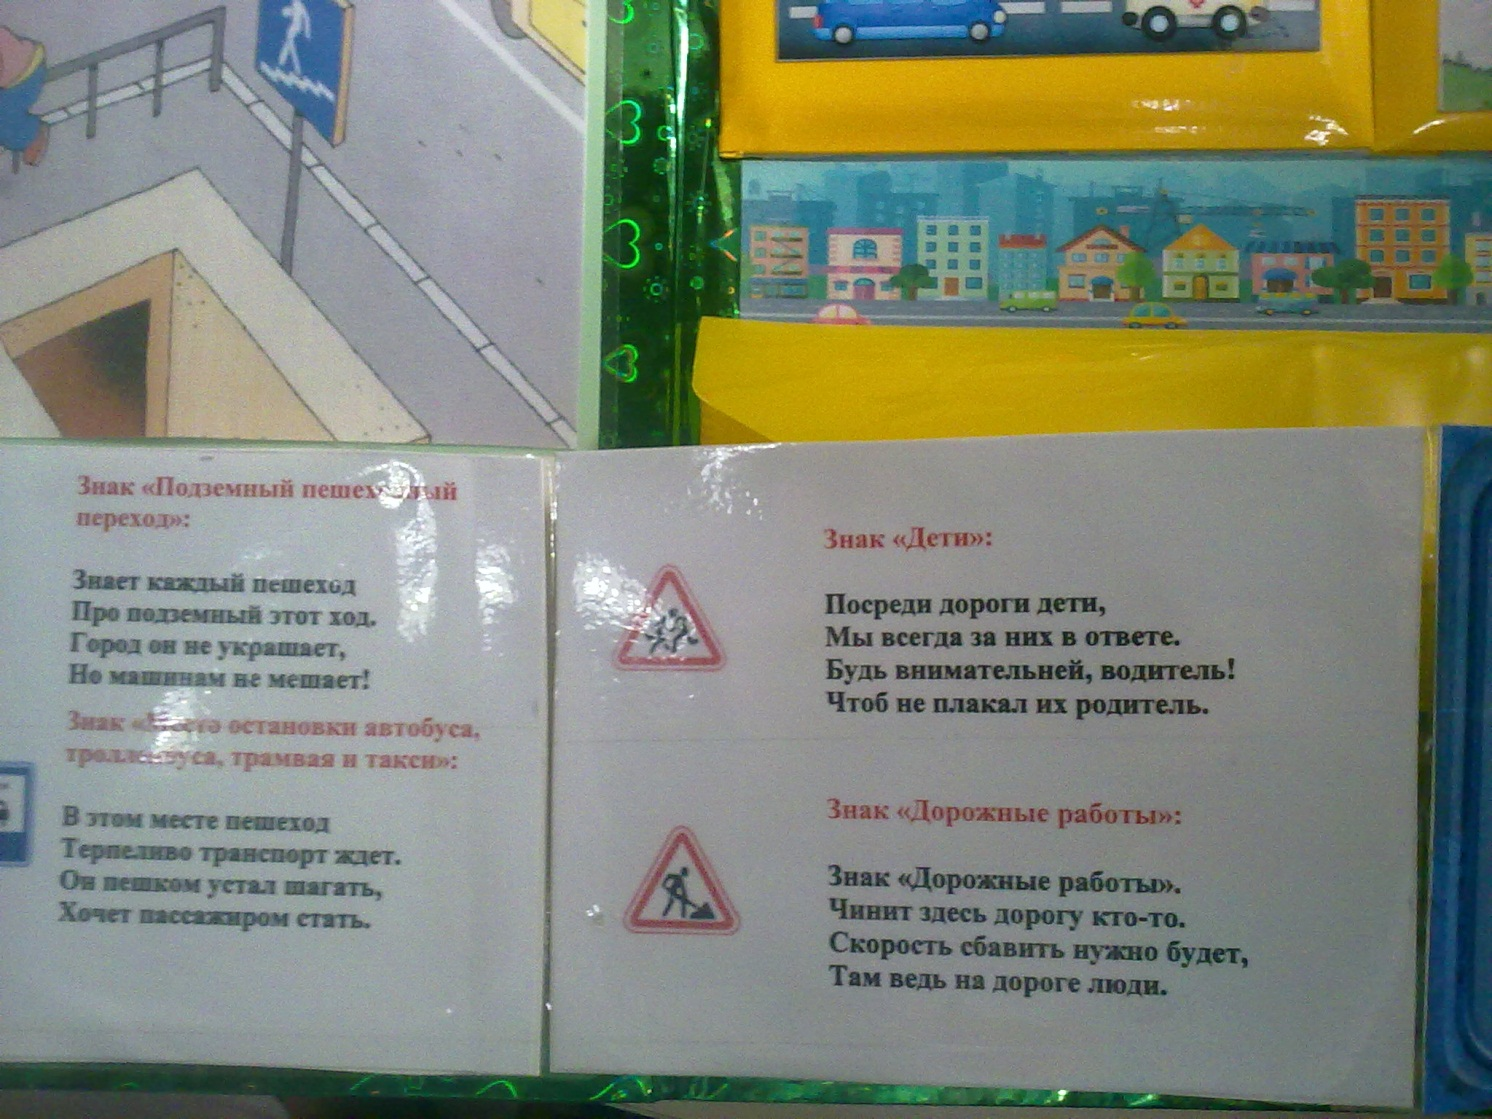 Знак «Подземный пешеходный
переход»:
Знает каждый пешеход
Про подземный этот ход.
Город он не украшает,
Но машинам не мешает!
Знак «Место остановки автобуса,
троллейбуса, трамвая и такси»:
В этом месте пешеход
Терпеливо транспорт ждет.
Он пешком устал шагать,
Хочет пассажиром стать.
Знак «Дети»:
Посреди дороги дети,
Мы всегда за них в ответе.
Будь внимательней, водитель!
Чтоб не плакал их родитель.
Знак «Дорожные работы»:
Знак «Дорожные работы».
Чинит здесь дорогу кто-то.
Скорость сбавить нужно будет,
Там ведь на дороге люди.